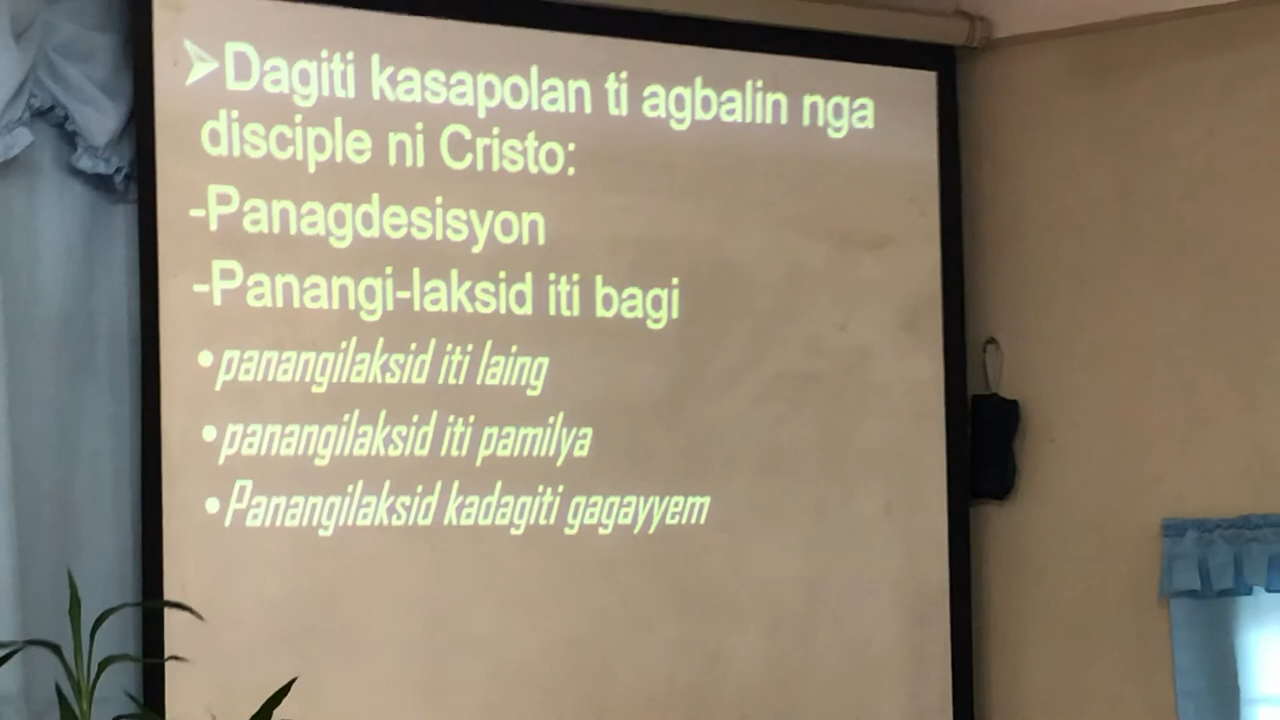 ➢Dagiti kasapolan ti agbalin nga
disciple ni Cristo:
-Panagdesisyon
-Panangi-laksid iti bagi
•panangilaksid iti laing
•panangilaksid iti pamilya
•Panangilaksid kadagiti gagayyem